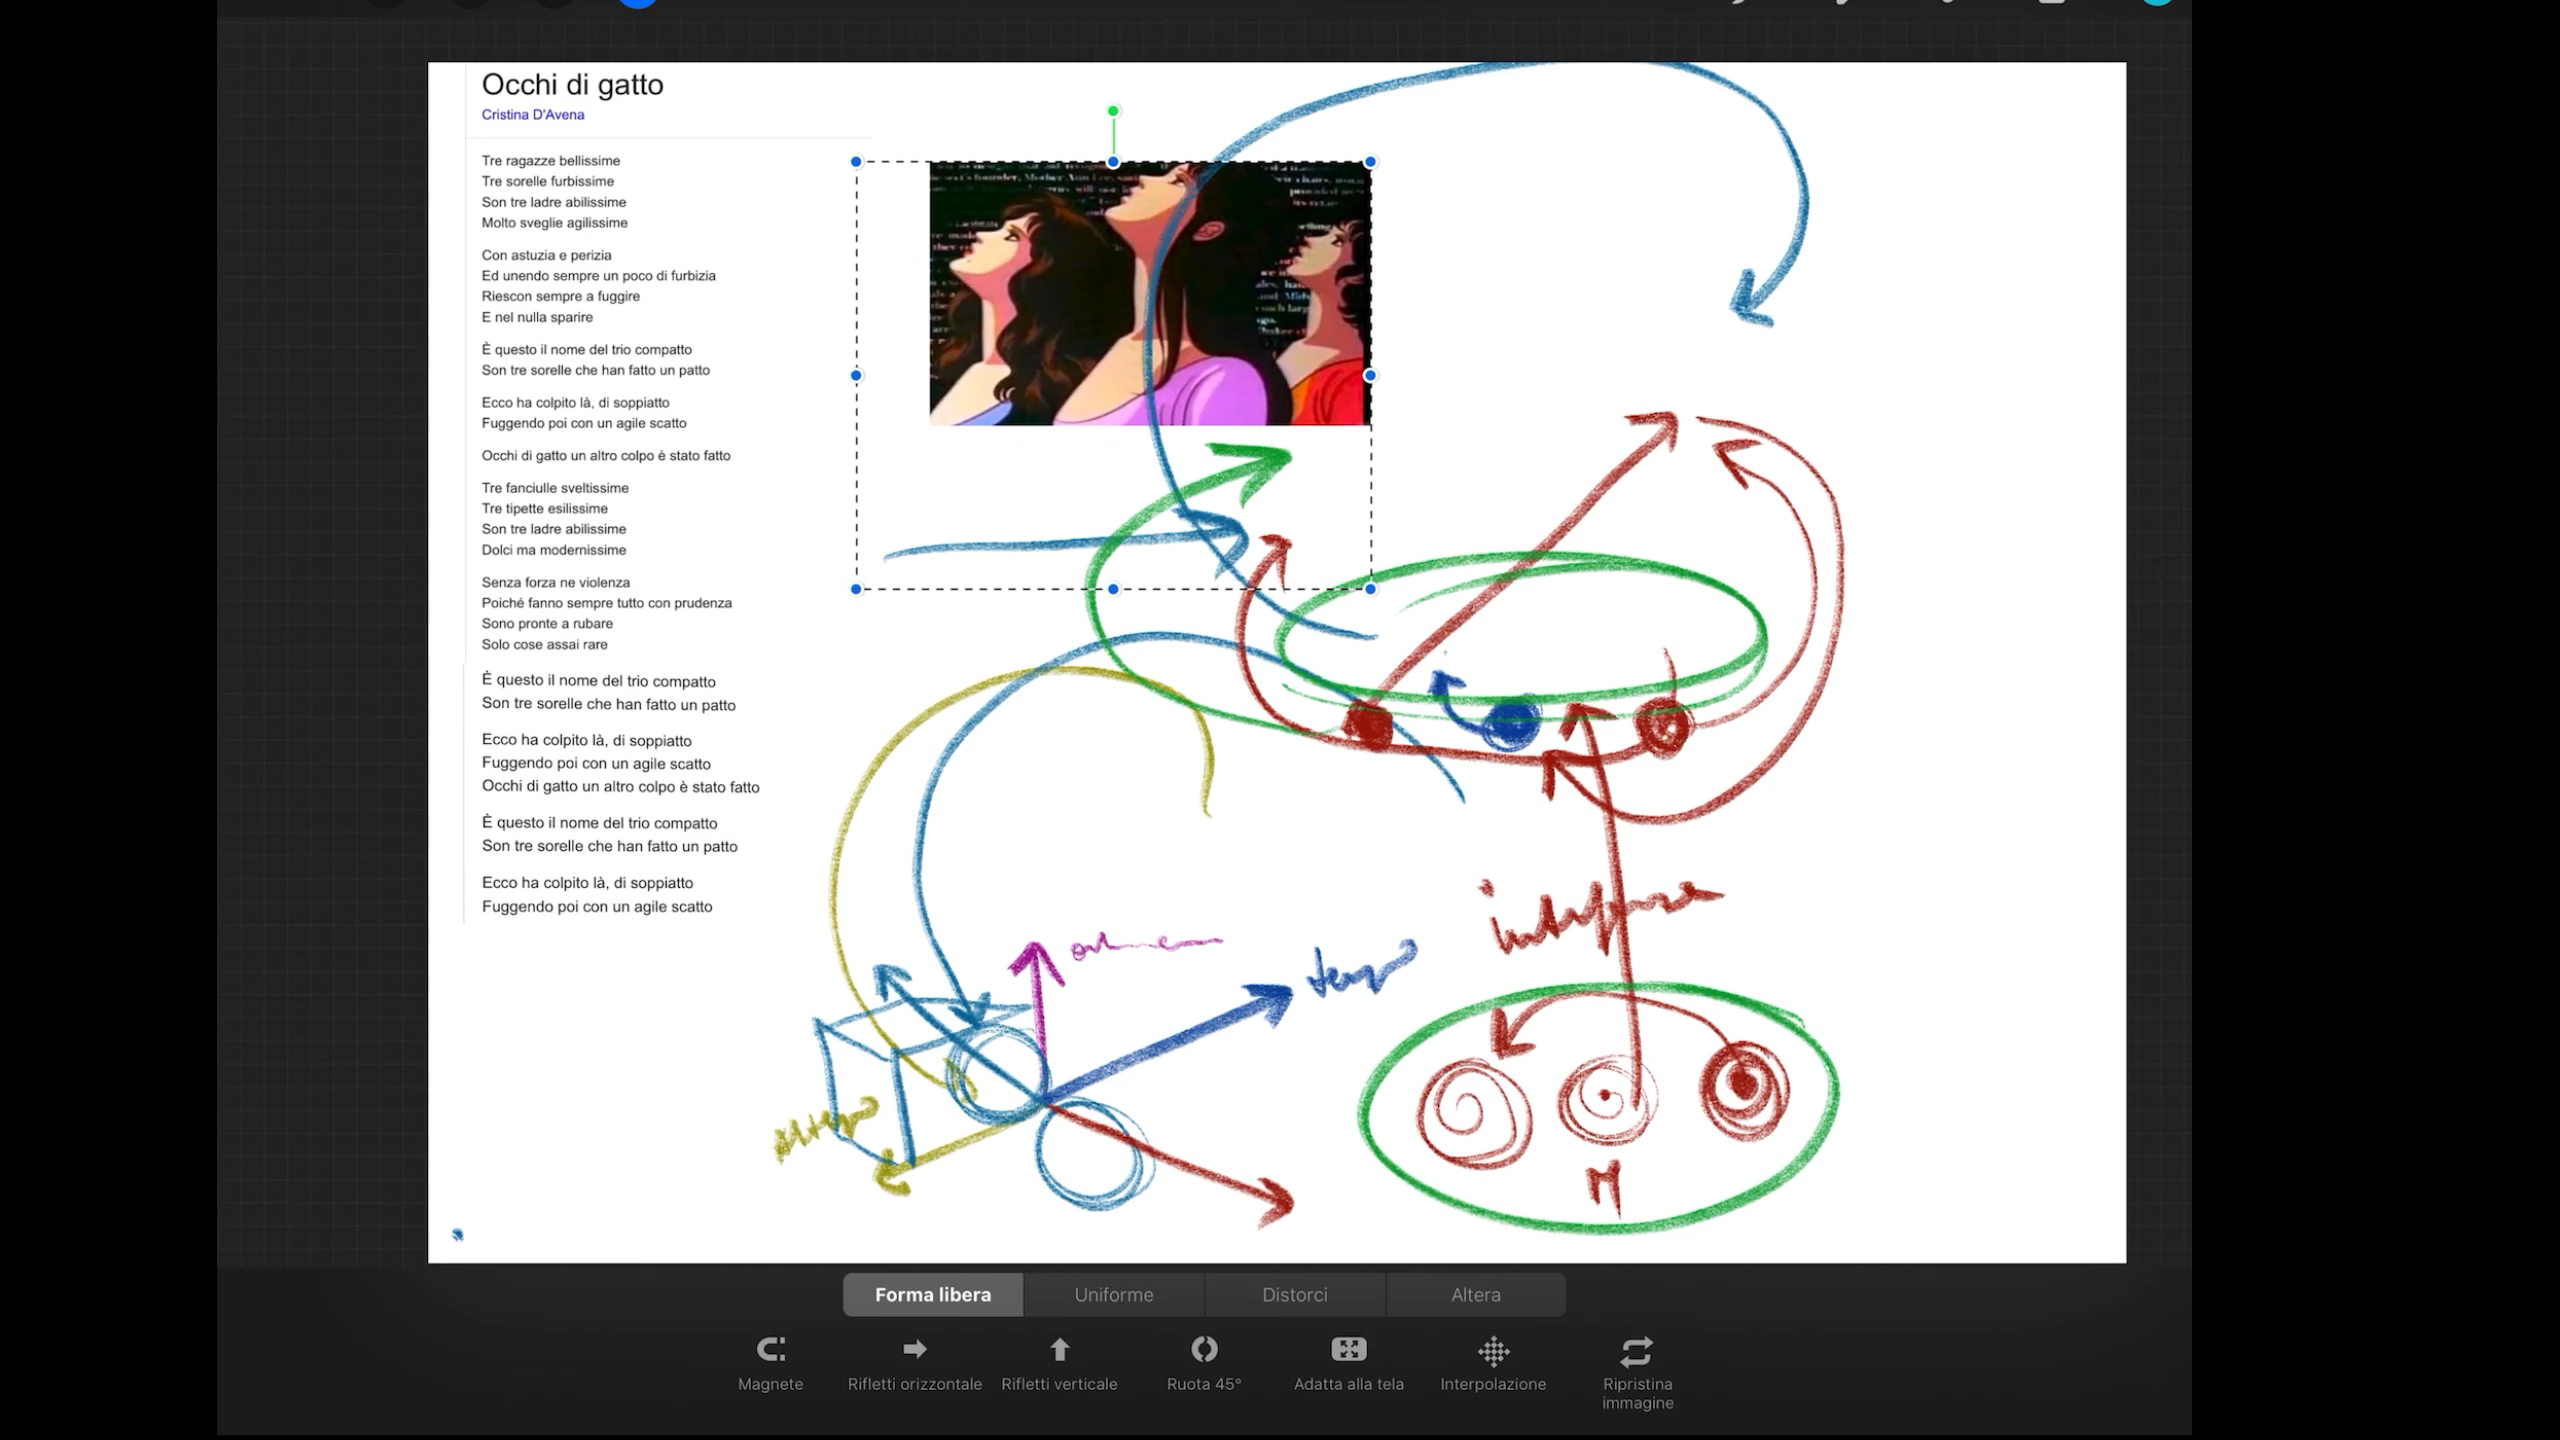 Occhi di gatto
Cristina D'Avena
Tre ragazze bellissime
Tre sorelle furbissime
Son tre ladre abilissime
Molto sveglie agilissime
Con astuzia e perizia
Ed unendo sempre un poco di furbizia
Riescon sempre a fuggire
E nel nulla sparire
È questo il nome del trio compatto
Son tre sorelle che han fatto un patto
Ecco ha colpito là, di soppiatto
Fuggendo poi con un agile scatto
Occhi di gatto un altro colpo è stato fatto
Tre fanciulle sveltissime
Tre tipette esilissime
Son tre ladre abilissime
Dolci ma modernissime
Senza forza ne violenza
Poiché fanno sempre tutto con prudenza
Sono pronte a rubare
Solo cose assai rare
È questo il nome del trio compatto
Son tre sorelle che han fatto un patto
Ecco ha colpito là, di soppiatto
Fuggendo poi con un agile scatto
Occhi di gatto un altro colpo è stato fatto
È questo il nome del trio compatto
Son tre sorelle che han fatto un patto
Ecco ha colpito là, di soppiatto
Fuggendo poi con un agile scatto
M
Forma libera
Uniforme
Distorci
Altera
Magnete
Rifletti orizzontale
Rifletti verticale
Ruota 45°
Adatta alla tela
Interpolazione
Ripristina
immagine